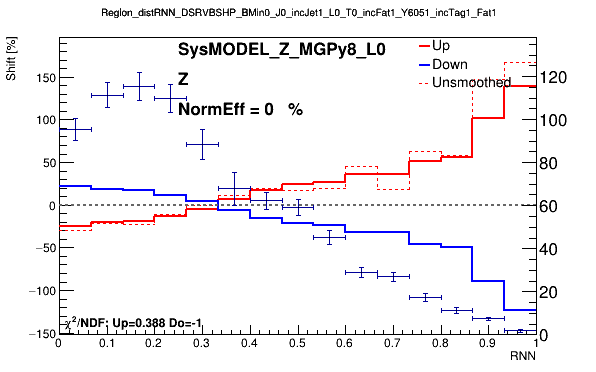 Region_distRNN_DSRVBSHP_BMin0_J0_incJet1_L0_T0_incFat1_Y6051_incTag1_Fat1
Shift [%]
SysMODEL_Z_MGPy8_L0
Z
NormEff = 0 %
Up
Down
Unsmoothed
150
100
50
0
−50
−100
−150
120
100
80
60
40
20
0
χ²/NDF: Up=0.388 Do=-1
0 0.1 0.2 0.3 0.4 0.5 0.6 0.7 0.8 0.9 1
RNN